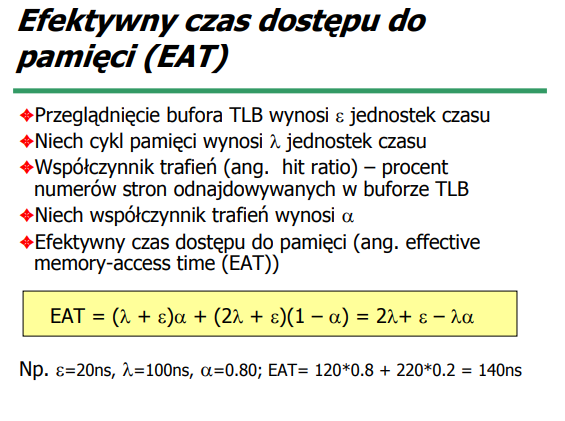 Efektywny czas dostępu do
pamięci (EAT)
Przeglądnięcie bufora TLB wynosi ε jednostek czasu
Niech cykl pamięci wynosi λ jednostek czasu
Współczynnik trafień (ang.  hit ratio) – procent
numerów stron odnajdowywanych w buforze TLB
Niech współczynnik trafień wynosi α
Efektywny czas dostępu do pamięci (ang. effective
memory-access time (EAT))
EAT = (λ + ε)α + (2λ + ε)(1 – α) = 2λ+ ε – λα
Np. ε=20ns, λ=100ns, α=0.80; EAT= 120*0.8 + 220*0.2 = 140ns